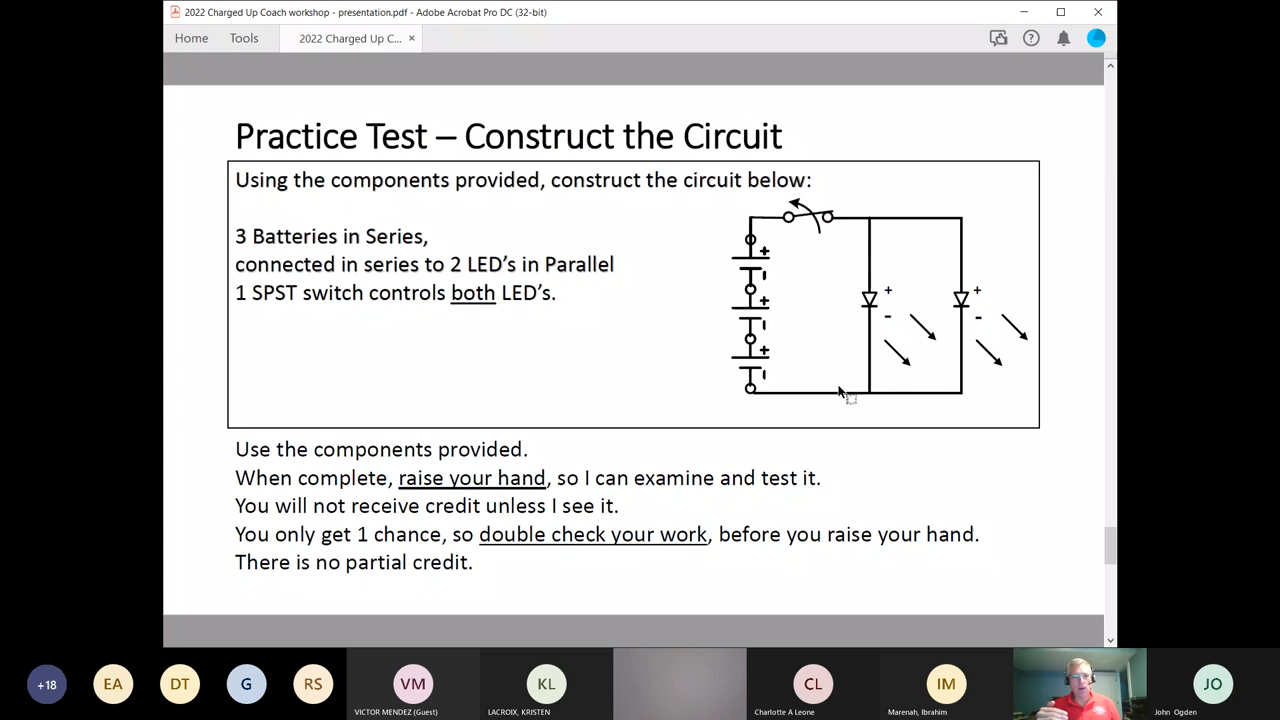 2022 Charged Up Coach workshop - presentation.pdf - Adobe Acrobat Pro DC (32-bit)
Home
Tools
2022 Charged Up C...
Practice Test – Construct the Circuit
Using the components provided, construct the circuit below:
3 Batteries in Series,
connected in series to 2 LED's in Parallel
1 SPST switch controls both LED's.
+
+
+
+
-
+
-
Use the components provided.
When complete, raise your hand, so I can examine and test it.
You will not receive credit unless I see it.
You only get 1 chance, so double check your work, before you raise your hand.
There is no partial credit.
+18
EA
DT
G
RS
VM
VICTOR MENDEZ (Guest)
KL
LACROIX, KRISTEN
CL
Charlotte A Leone
IM
Marenah, Ibrahim
JO
John Ogden